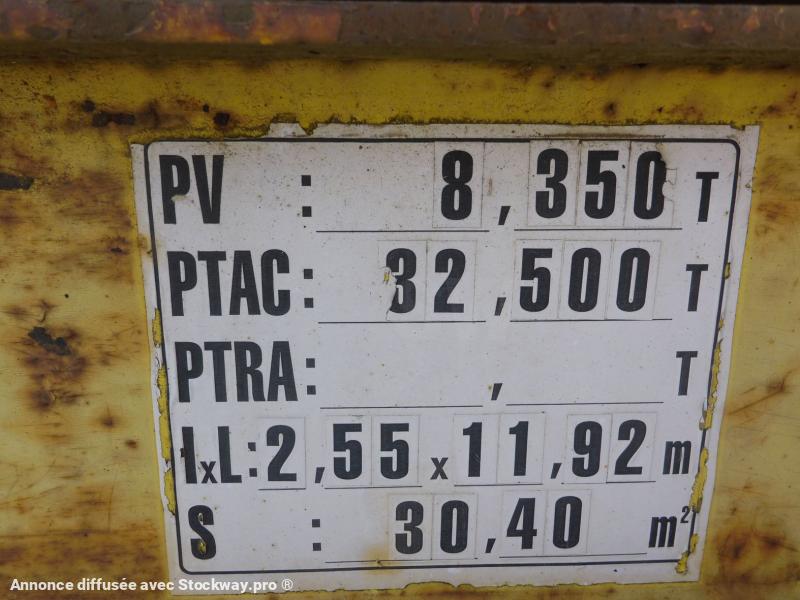 PV : 8,350 T
PTAC : 32,500 T
PTRA : , T
lxL : 2,55 x 11,92 m
S : 30,40 m²
Annonce diffusée avec Stockway.pro ®